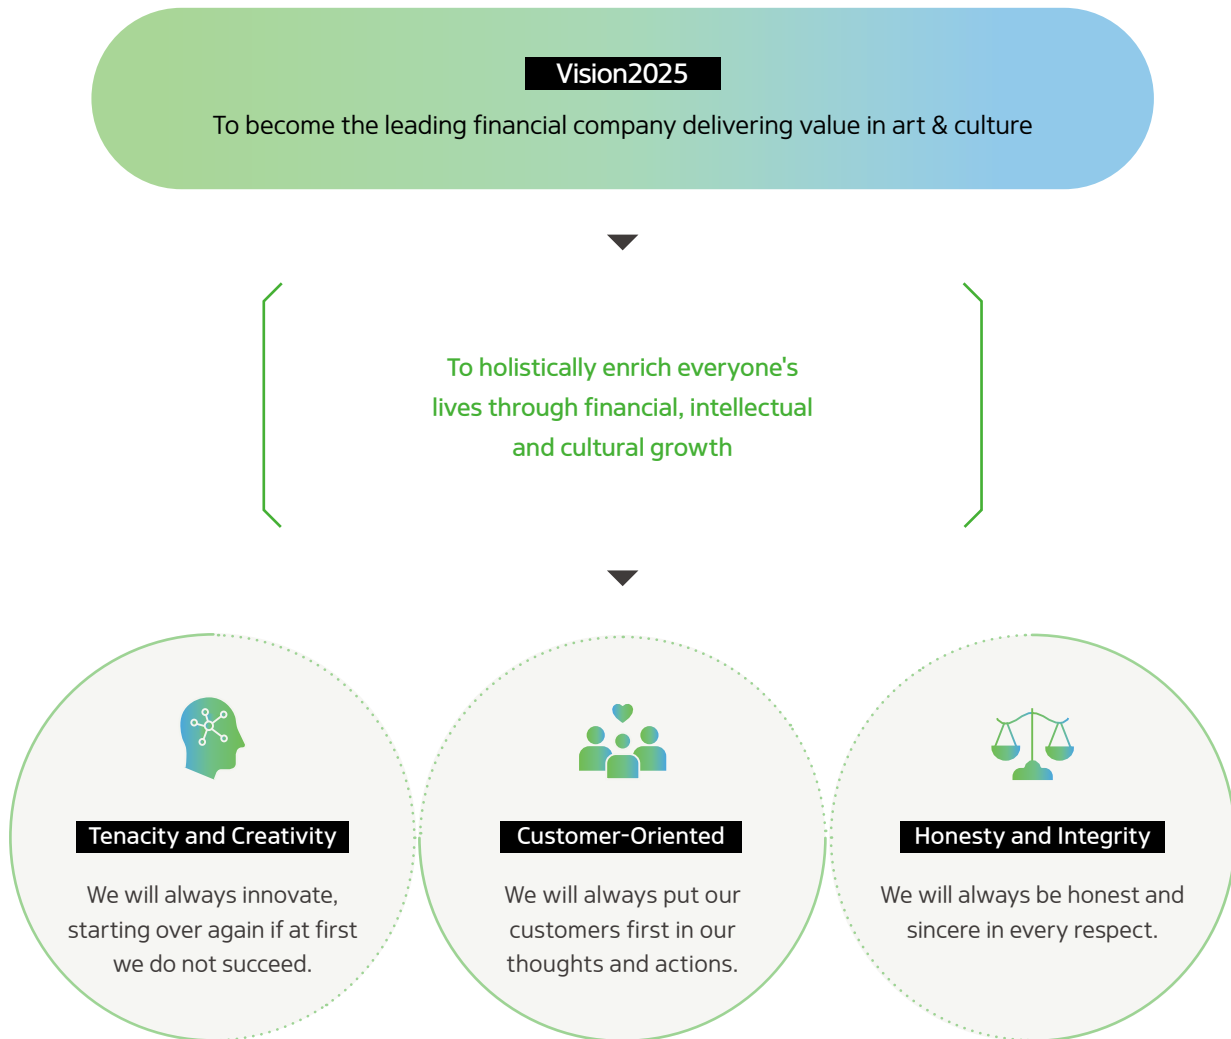 Vision2025
To become the leading financial company delivering value in art & culture
To holistically enrich everyone's
lives through financial, intellectual
and cultural growth
Tenacity and Creativity
We will always innovate,
starting over again if at first
we do not succeed.
Customer-Oriented
We will always put our
customers first in our
thoughts and actions.
Honesty and Integrity
We will always be honest and
sincere in every respect.